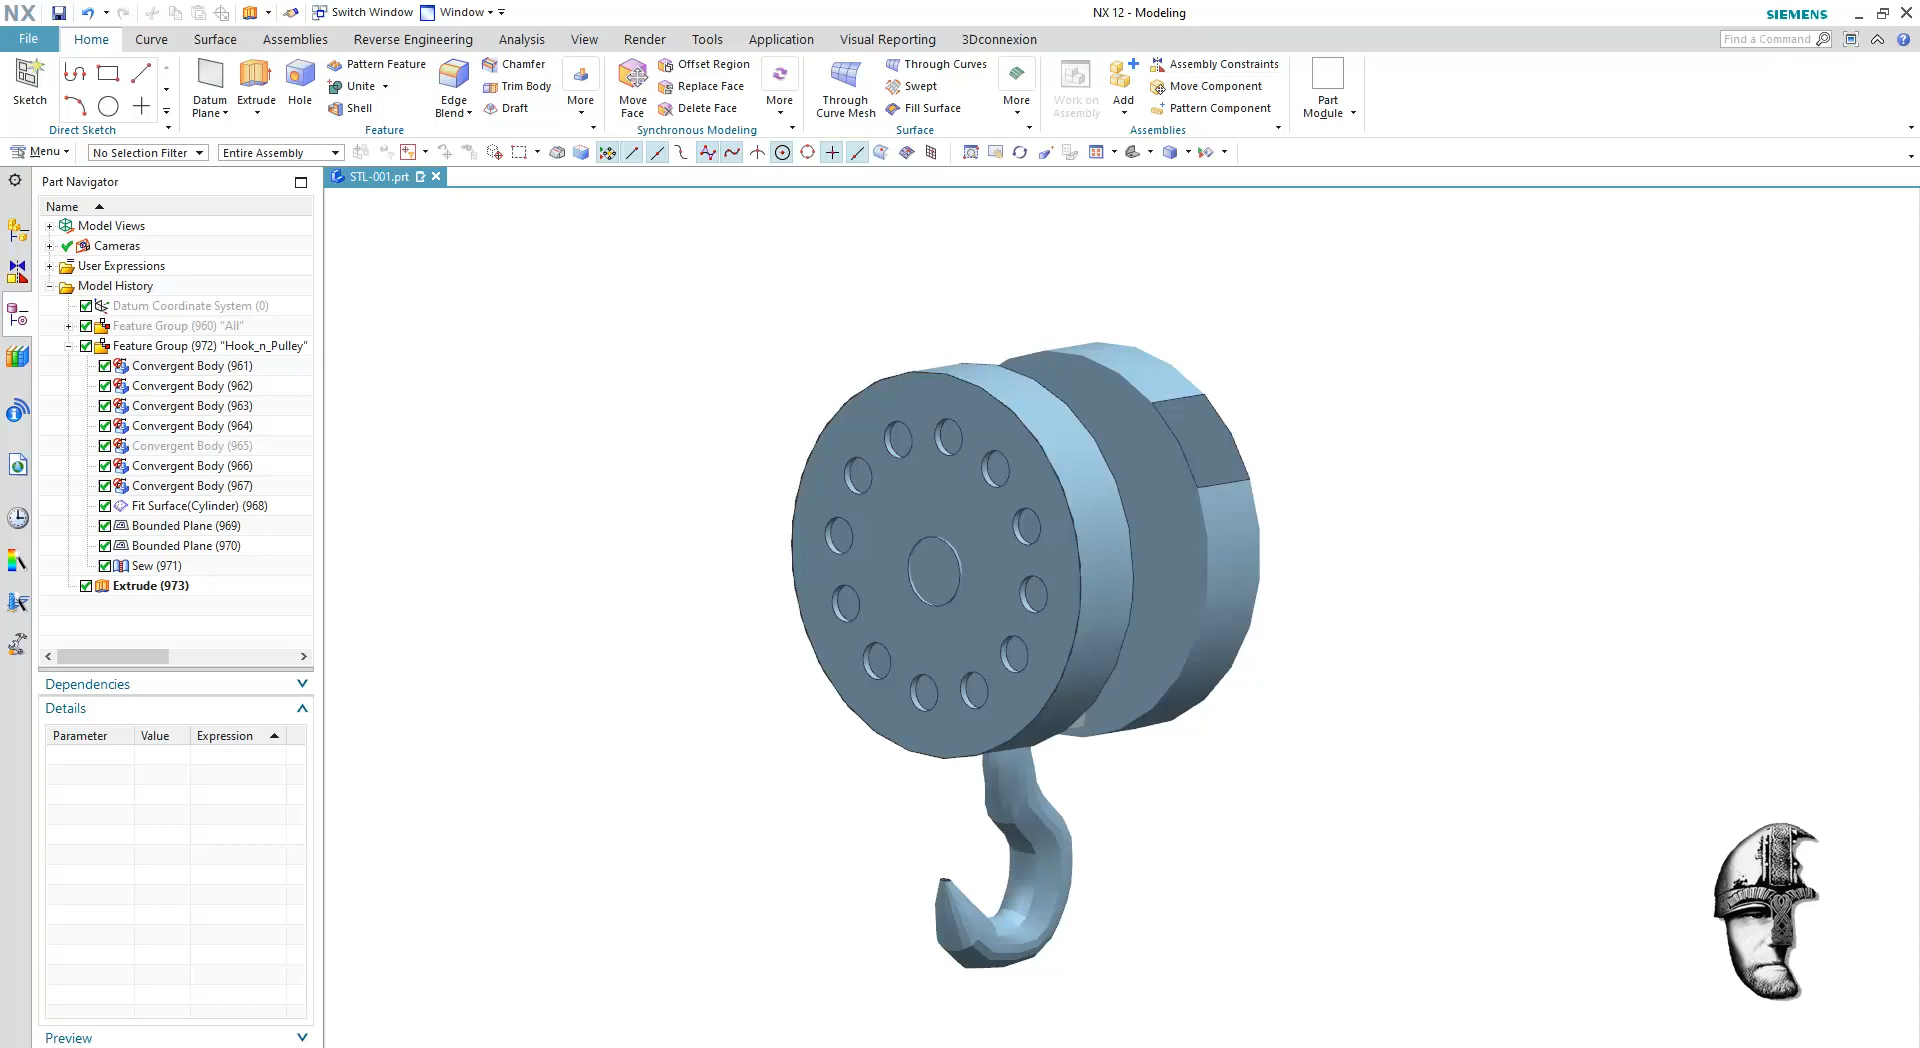 NX
Switch Window
Window
NX 12 - Modeling
SIEMENS
File
Home
Curve
Surface
Assemblies
Reverse Engineering
Analysis
View
Render
Tools
Application
Visual Reporting
3Dconnexion
Find a Command
Sketch
Direct Sketch
Datum
Plane
Extrude
Hole
Pattern Feature
Unite
Shell
Edge
Blend
Chamfer
Trim Body
Draft
More
Feature
Move
Face
Offset Region
Replace Face
Delete Face
More
Synchronous Modeling
Through
Curve Mesh
Through Curves
Swept
Fill Surface
More
Surface
Work on
Assembly
Add
Assembly Constraints
Move Component
Pattern Component
Assemblies
Part
Module
Menu
No Selection Filter
Entire Assembly
Part Navigator
STL-001.prt
Name
Model Views
Cameras
User Expressions
Model History
Datum Coordinate System (0)
Feature Group (960) "All"
Feature Group (972) "Hook_n_Pulley"
Convergent Body (961)
Convergent Body (962)
Convergent Body (963)
Convergent Body (964)
Convergent Body (965)
Convergent Body (966)
Convergent Body (967)
Fit Surface(Cylinder) (968)
Bounded Plane (969)
Bounded Plane (970)
Sew (971)
Extrude (973)
Dependencies
Details
Parameter
Value
Expression
Preview